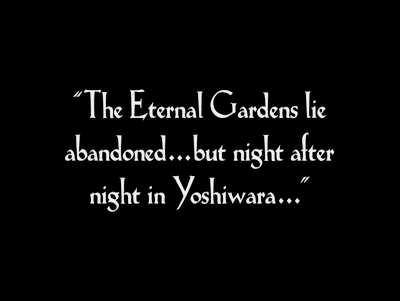 "The Eternal Gardens lie
abandoned...but night after
night in Yoshiwara..."